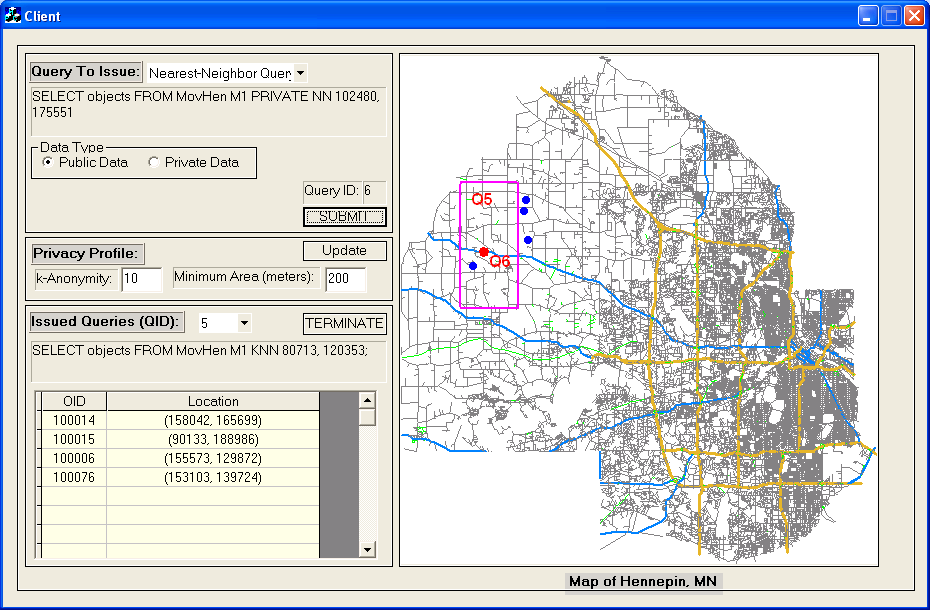 Client
Query To Issue: Nearest-Neighbor Query
SELECT objects FROM MovHen M1 PRIVATE NN 102480,
175551
Data Type
Public Data Private Data
Query ID: 6
SUBMIT
Privacy Profile: Update
k-Anonymity: 10 Minimum Area (meters): 200
Issued Queries (QID): 5 TERMINATE
SELECT objects FROM MovHen M1 KNN 80713, 120353;
OID Location
100014 (158042, 165699)
100015 (90133, 188986)
100006 (155573, 129872)
100076 (153103, 139724)
Q5
Q6
Map of Hennepin, MN